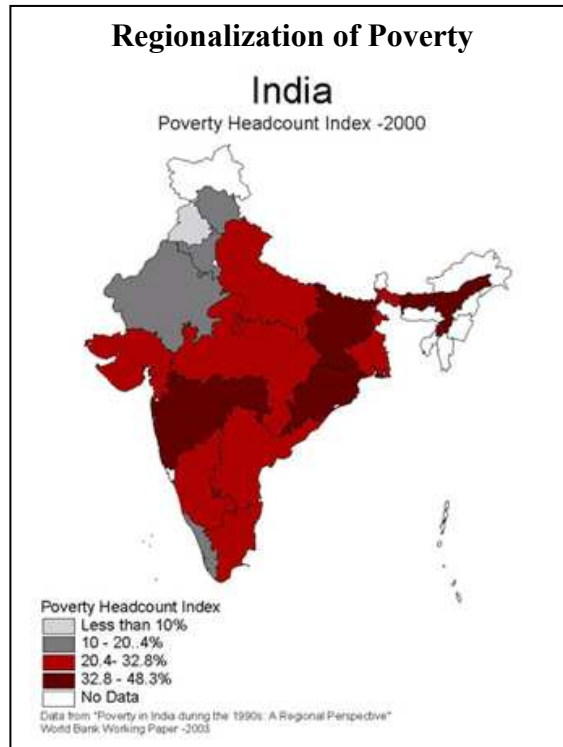 Regionalization of Poverty
India
Poverty Headcount Index -2000
Poverty Headcount Index
Less than 10%
10 - 20..4%
20.4- 32.8%
32.8 - 48.3%
No Data
Data from "Poverty in India during the 1990s: A Regional Perspective"
World Bank Working Paper -2003